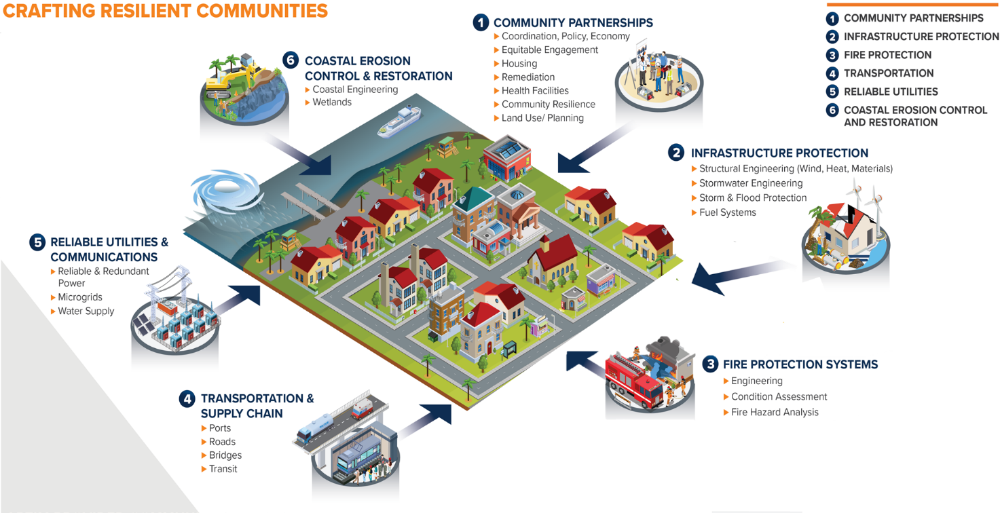 CRAFTING RESILIENT COMMUNITIES
1 COMMUNITY PARTNERSHIPS
Coordination, Policy, Economy
Equitable Engagement
Housing
Remediation
Health Facilities
Community Resilience
Land Use/ Planning
1 COMMUNITY PARTNERSHIPS
2 INFRASTRUCTURE PROTECTION
3 FIRE PROTECTION
4 TRANSPORTATION
5 RELIABLE UTILITIES
6 COASTAL EROSION CONTROL
AND RESTORATION
6 COASTAL EROSION
CONTROL & RESTORATION
Coastal Engineering
Wetlands
2 INFRASTRUCTURE PROTECTION
Structural Engineering (Wind, Heat, Materials)
Stormwater Engineering
Storm & Flood Protection
Fuel Systems
5 RELIABLE UTILITIES &
COMMUNICATIONS
Reliable & Redundant
Power
Microgrids
Water Supply
3 FIRE PROTECTION SYSTEMS
Engineering
Condition Assessment
Fire Hazard Analysis
4 TRANSPORTATION &
SUPPLY CHAIN
Ports
Roads
Bridges
Transit